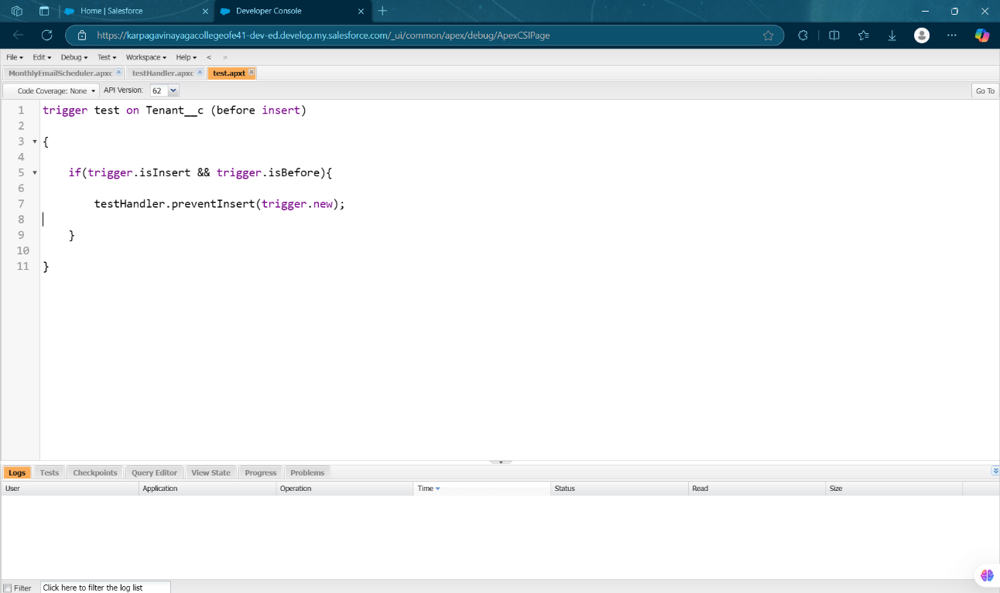 Home | Salesforce
Developer Console
https://karpagavinayagacollegeofe41-dev-ed.develop.my.salesforce.com/_ui/common/apex/debug/ApexCSIPage
File Edit Debug Test Workspace Help < >
MonthlyEmailScheduler.apxc testHandler.apxc test.apxt
Code Coverage: None API Version: 62 Go To
1 trigger test on Tenant__c (before insert)
2
3 {
4
5 if(trigger.isInsert && trigger.isBefore){
6
7 testHandler.preventInsert(trigger.new);
8
9 }
10
11 }
Logs Tests Checkpoints Query Editor View State Progress Problems
User Application Operation Time Status Read Size
Filter Click here to filter the log list